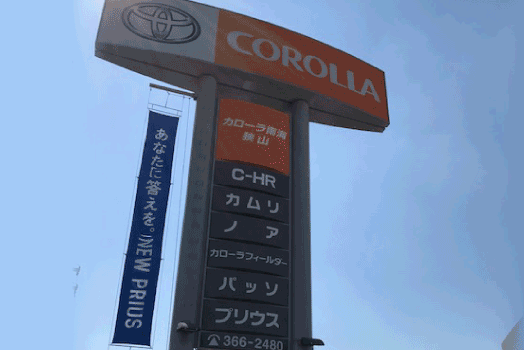 COROLLA
カローラ南海
狭山
C-HR
カムリ
ノア
カローラフィールダー
パッソ
プリウス
366-2480
あなたに答えを。NEW PRIUS